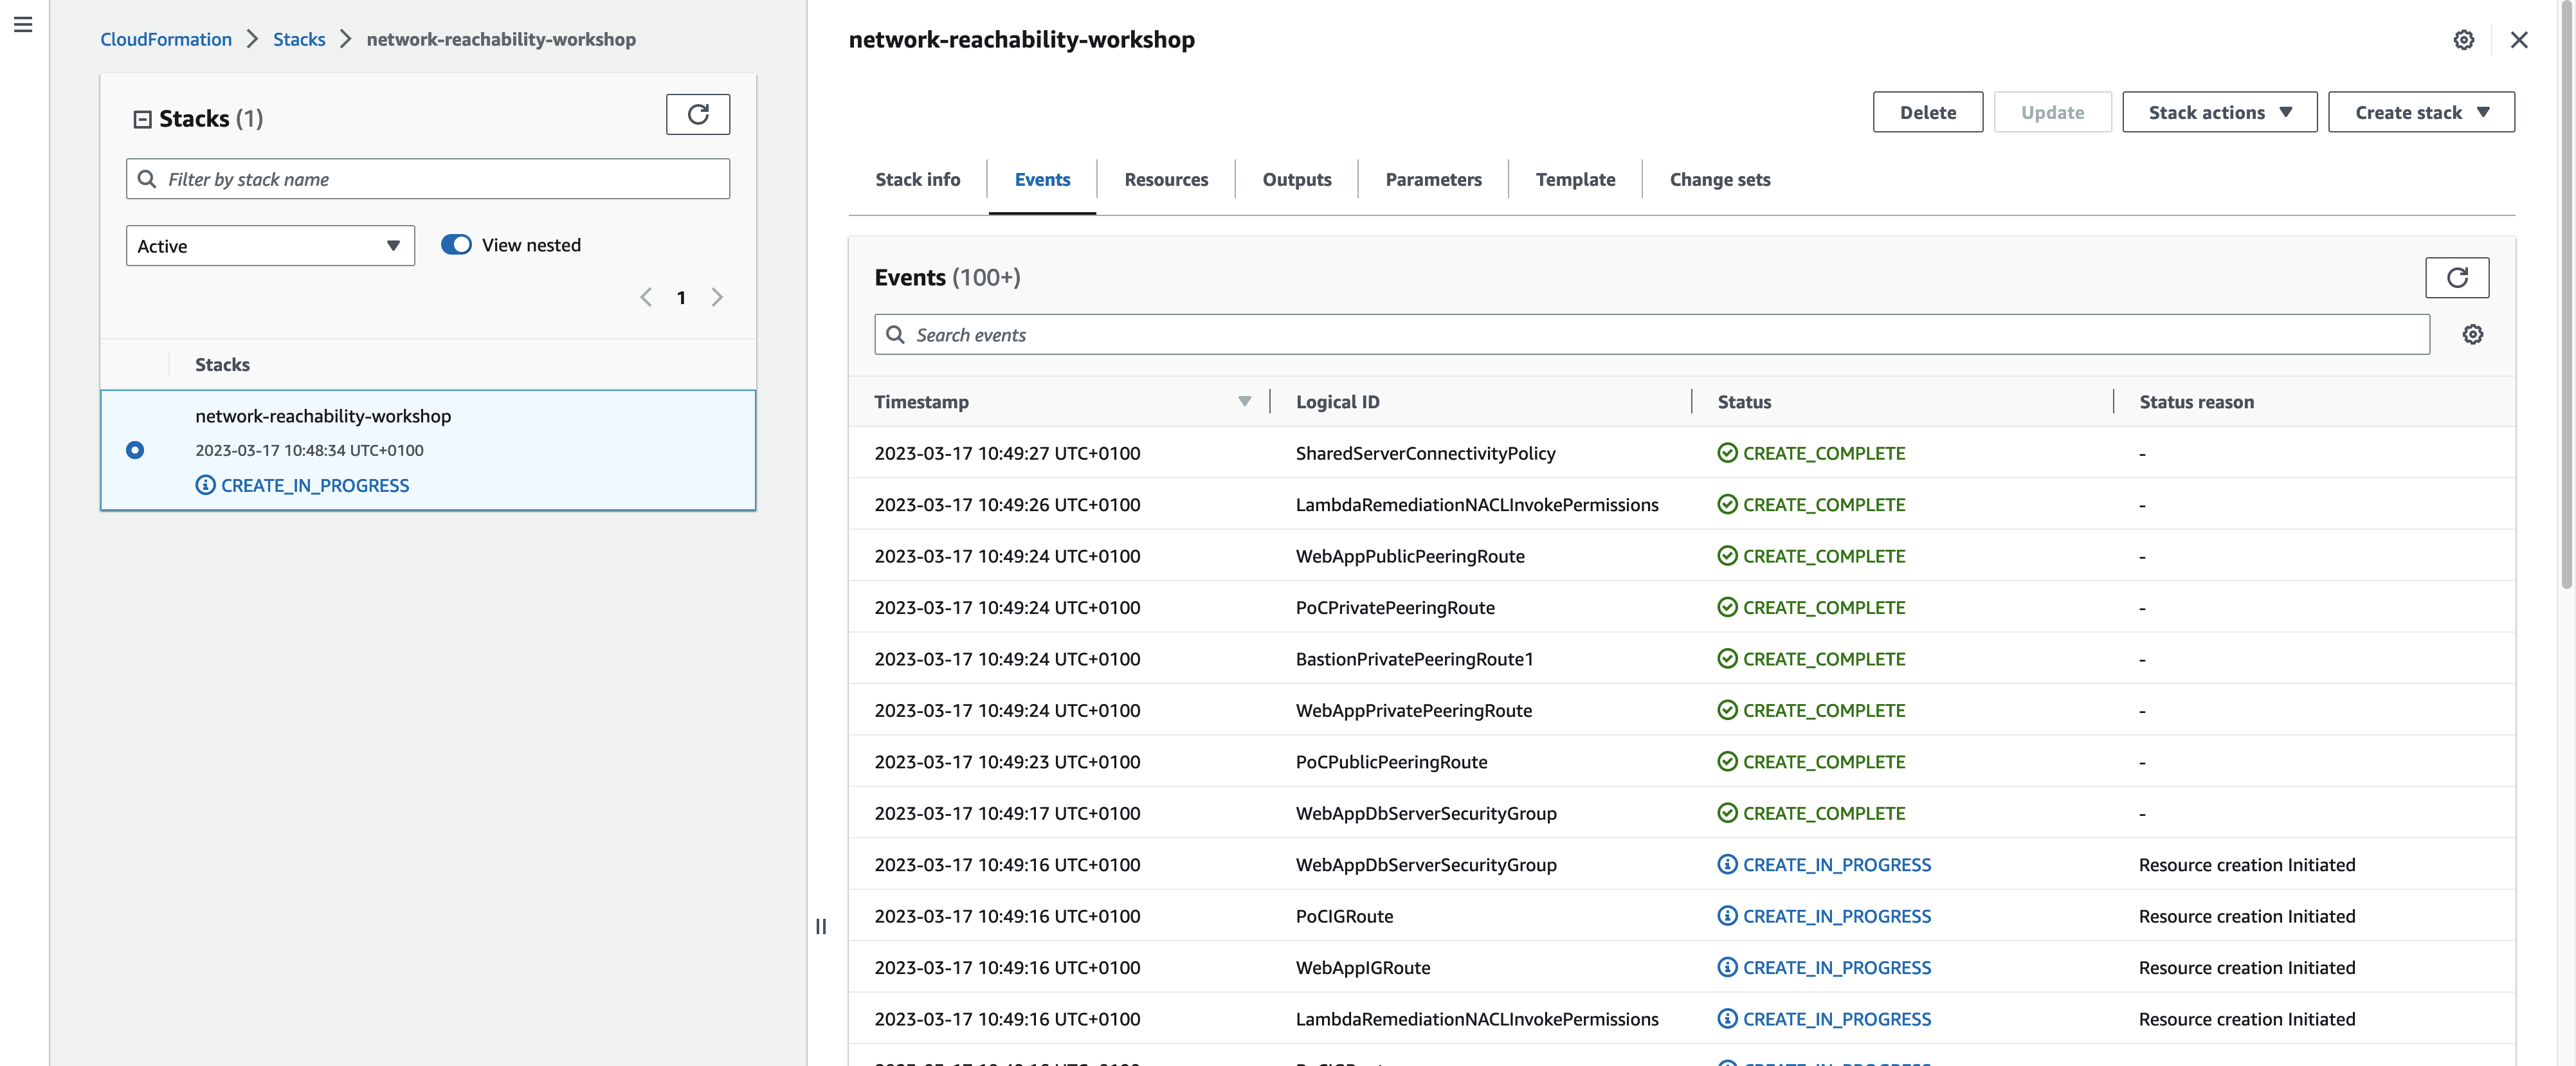 CloudFormation > Stacks > network-reachability-workshop
Stacks (1)
Filter by stack name
Active
View nested
1
Stacks
network-reachability-workshop
2023-03-17 10:48:34 UTC+0100
CREATE_IN_PROGRESS
network-reachability-workshop
Delete Update Stack actions Create stack
Stack info Events Resources Outputs Parameters Template Change sets
Events (100+)
Search events
Timestamp Logical ID Status Status reason
2023-03-17 10:49:27 UTC+0100 SharedServerConnectivityPolicy CREATE_COMPLETE -
2023-03-17 10:49:26 UTC+0100 LambdaRemediationNACLInvokePermissions CREATE_COMPLETE -
2023-03-17 10:49:24 UTC+0100 WebAppPublicPeeringRoute CREATE_COMPLETE -
2023-03-17 10:49:24 UTC+0100 PoCPrivatePeeringRoute CREATE_COMPLETE -
2023-03-17 10:49:24 UTC+0100 BastionPrivatePeeringRoute1 CREATE_COMPLETE -
2023-03-17 10:49:24 UTC+0100 WebAppPrivatePeeringRoute CREATE_COMPLETE -
2023-03-17 10:49:23 UTC+0100 PoCPublicPeeringRoute CREATE_COMPLETE -
2023-03-17 10:49:17 UTC+0100 WebAppDbServerSecurityGroup CREATE_COMPLETE -
2023-03-17 10:49:16 UTC+0100 WebAppDbServerSecurityGroup CREATE_IN_PROGRESS Resource creation Initiated
2023-03-17 10:49:16 UTC+0100 PoCIGRoute CREATE_IN_PROGRESS Resource creation Initiated
2023-03-17 10:49:16 UTC+0100 WebAppIGRoute CREATE_IN_PROGRESS Resource creation Initiated
2023-03-17 10:49:16 UTC+0100 LambdaRemediationNACLInvokePermissions CREATE_IN_PROGRESS Resource creation Initiated